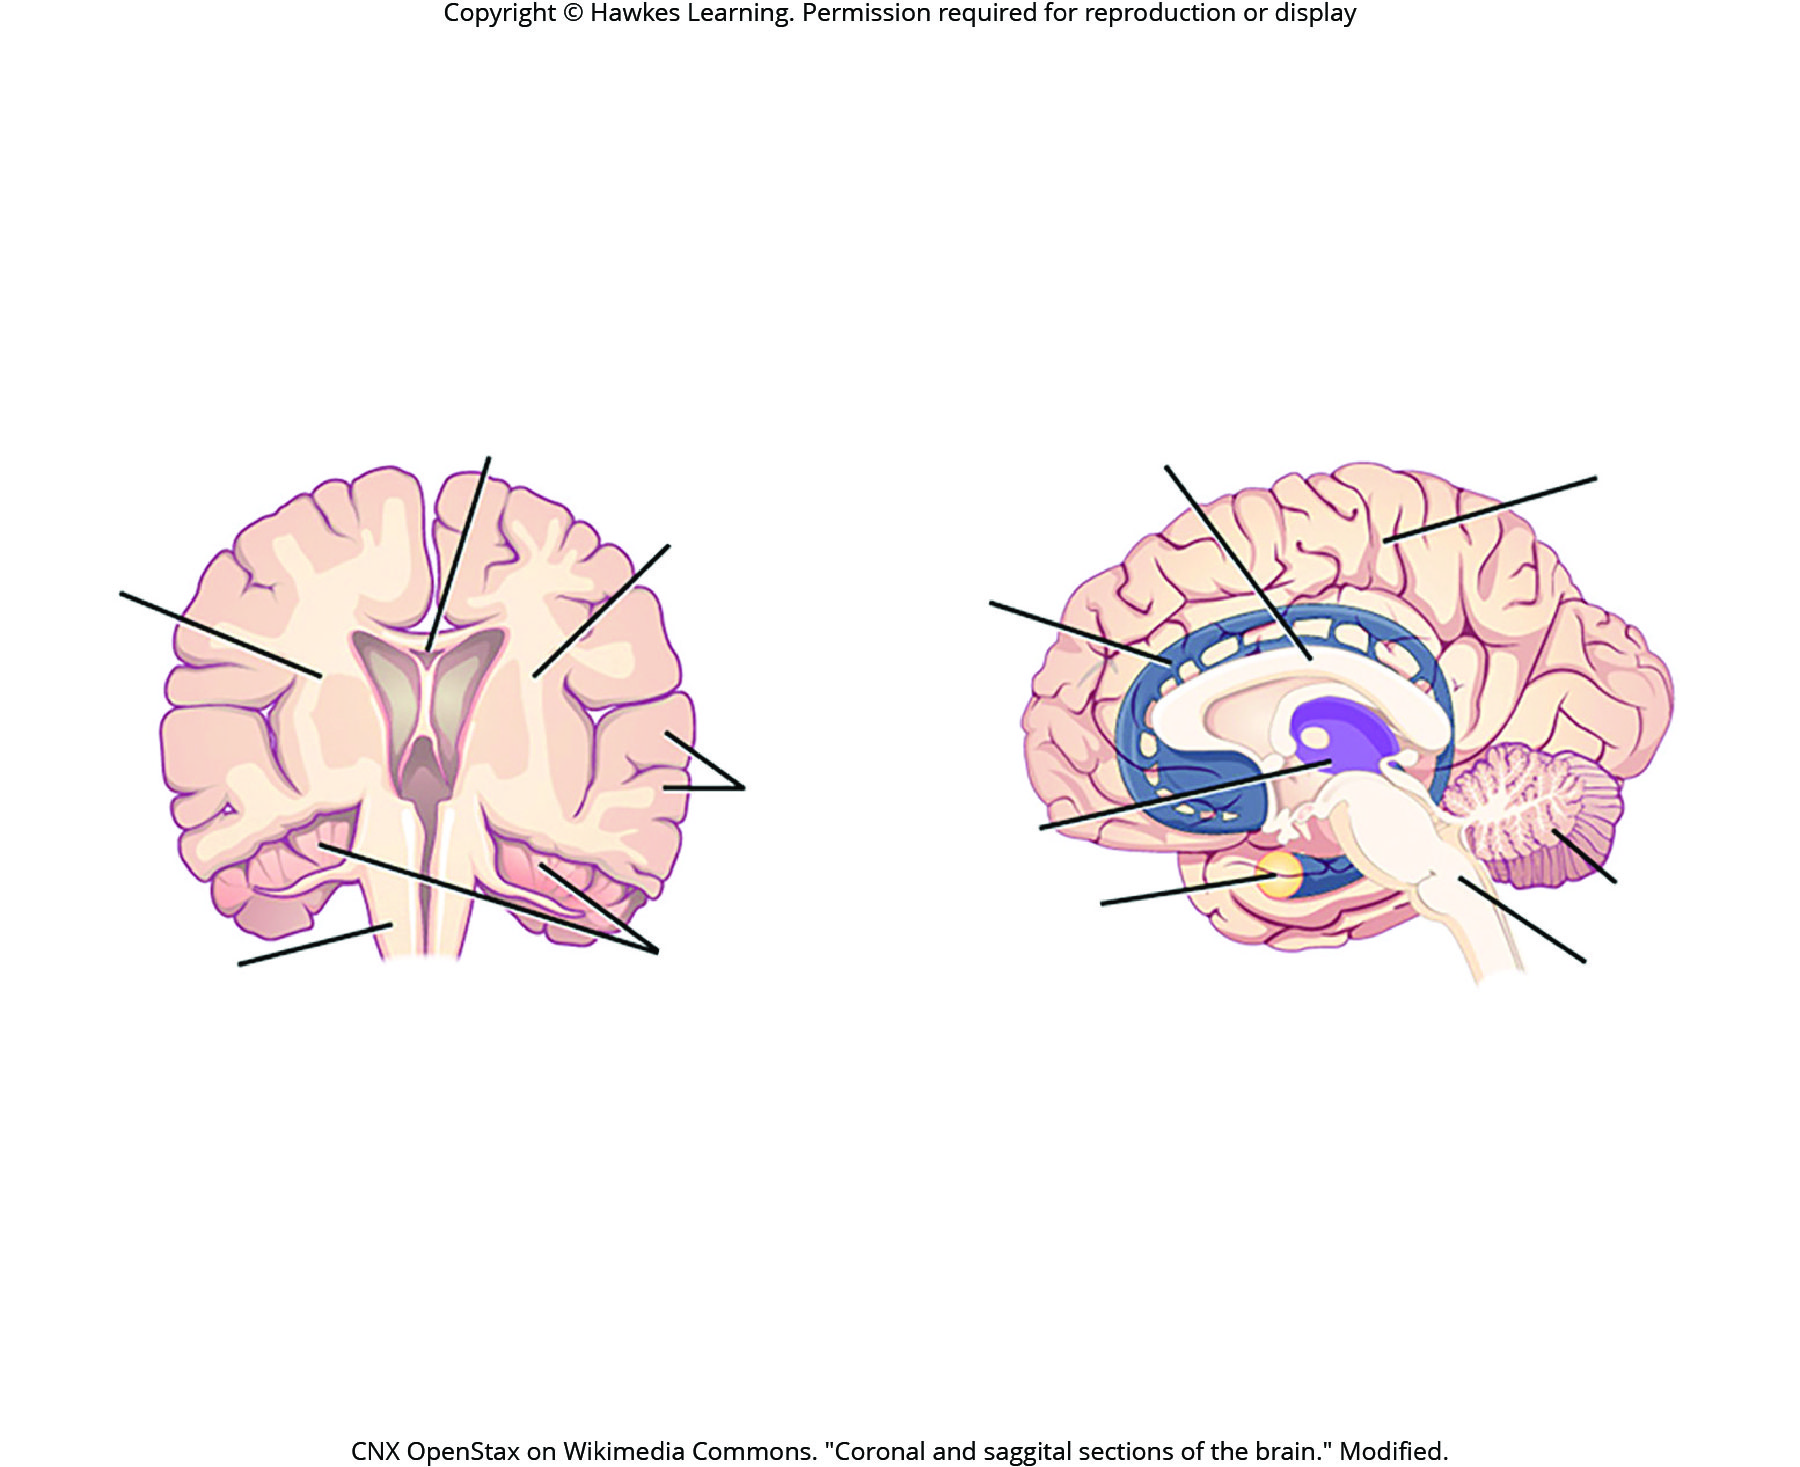 Copyright © Hawkes Learning. Permission required for reproduction or display
CNX OpenStax on Wikimedia Commons. "Coronal and saggital sections of the brain." Modified.